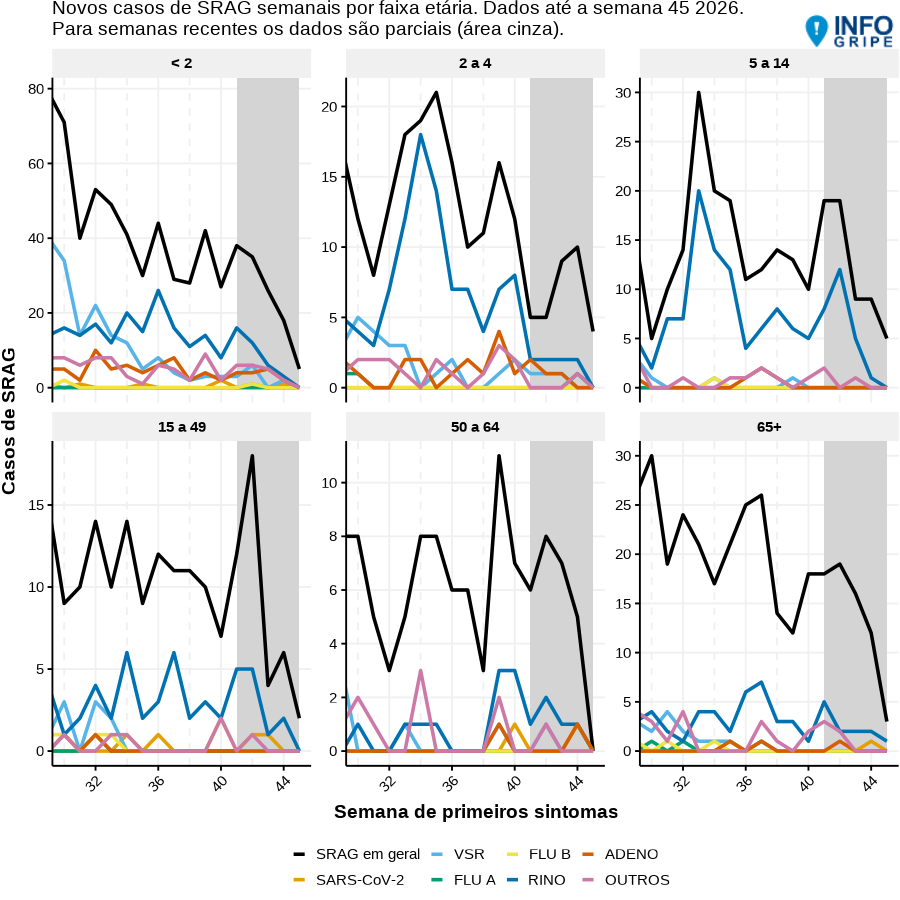 Novos casos de SRAG semanais por faixa etária. Dados até a semana 45 2026.
Para semanas recentes os dados são parciais (área cinza).
INFO
GRIPE
< 2
2 a 4
5 a 14
80
60
40
20
0
20
15
10
5
0
30
25
20
15
10
5
0
Casos de SRAG
15 a 49
50 a 64
65+
15
10
5
0
10
8
6
4
2
0
30
25
20
15
10
5
0
32 36 40 44
32 36 40 44
32 36 40 44
Semana de primeiros sintomas
SRAG em geral VSR FLU B ADENO
SARS-CoV-2 FLU A RINO OUTROS